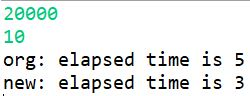 20000
10
org: elapsed time is 5
new: elapsed time is 3